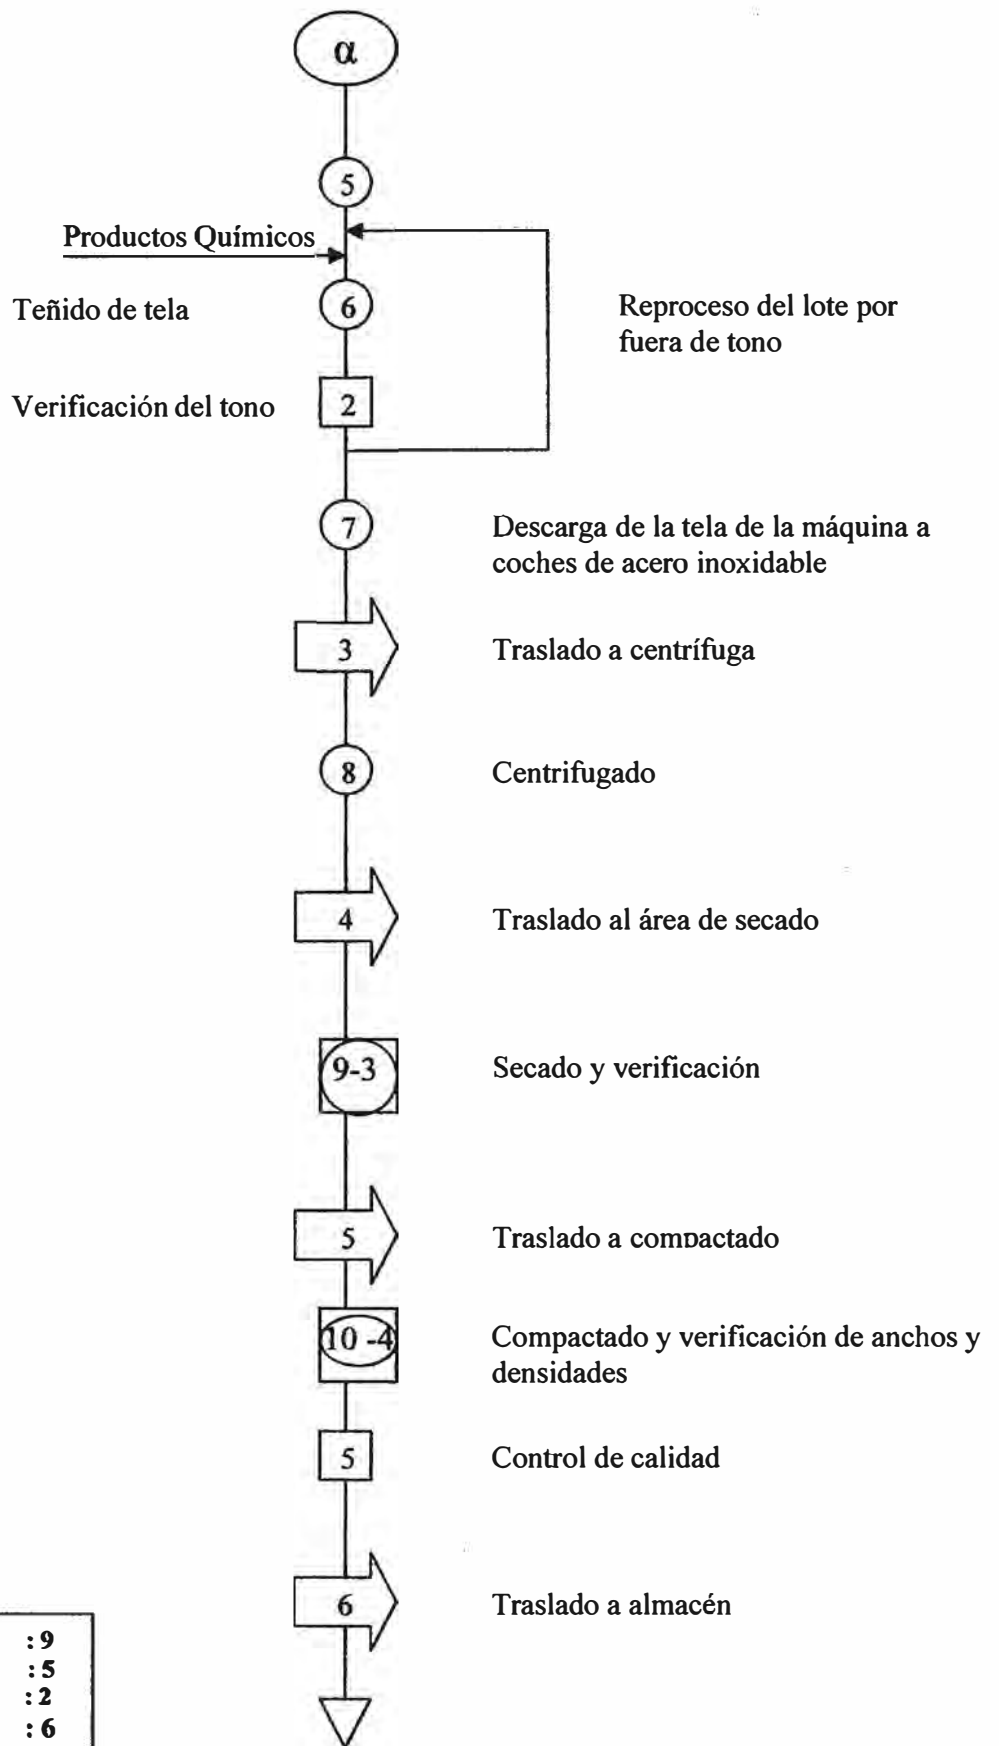 α
5
Productos Químicos
Teñido de tela
6
Reproceso del lote por
fuera de tono
Verificación del tono
2
7
Descarga de la tela de la máquina a
coches de acero inoxidable
3
Traslado a centrífuga
8
Centrifugado
4
Traslado al área de secado
9-3
Secado y verificación
5
Traslado a compactado
10 -4
Compactado y verificación de anchos y
densidades
5
Control de calidad
6
Traslado a almacén
: 9
: 5
: 2
: 6